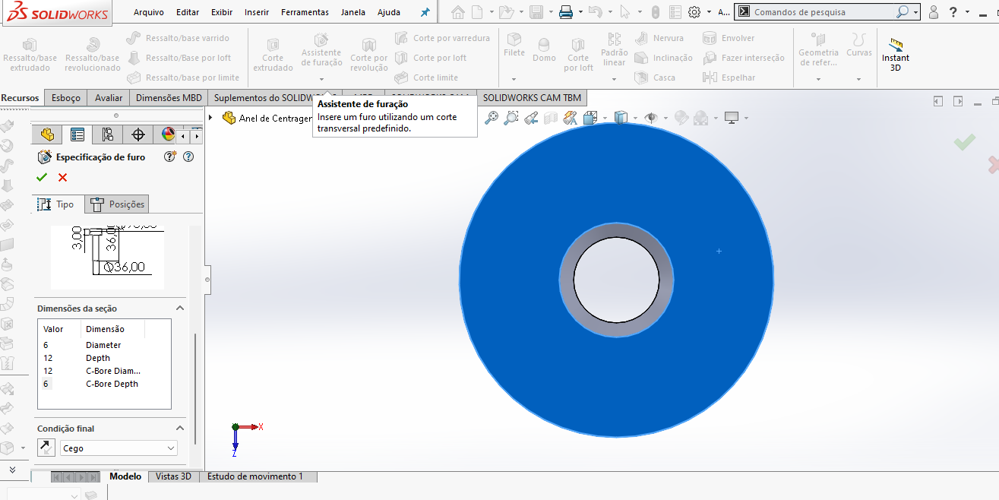 SOLIDWORKS
Arquivo Editar Exibir Inserir Ferramentas Janela Ajuda
A...
Comandos de pesquisa
Ressalto/base extrudado
Ressalto/base revolucionado
Ressalto/base varrido
Ressalto/Base por loft
Ressalto/base por limite
Corte extrudado
Assistente de furação
Corte por revolução
Corte por varredura
Corte por loft
Corte limite
Filete
Domo
Corte por loft
Padrão linear
Nervura
Inclinação
Casca
Envolver
Fazer interseção
Espelhar
Geometria de refer...
Curvas
Instant 3D
Recursos Esboço Avaliar Dimensões MBD Suplementos do SOLIDW
SOLIDWORKS CAM TBM
Assistente de furação
Insere um furo utilizando um corte
transversal predefinido.
Anel de Centragen
Especificação de furo
Tipo Posições
3,00
36,0
Ø36,00
Dimensões da seção
Valor Dimensão
6 Diameter
12 Depth
12 C-Bore Diam...
6 C-Bore Depth
Condição final
Cego
X
Z
Modelo Vistas 3D Estudo de movimento 1